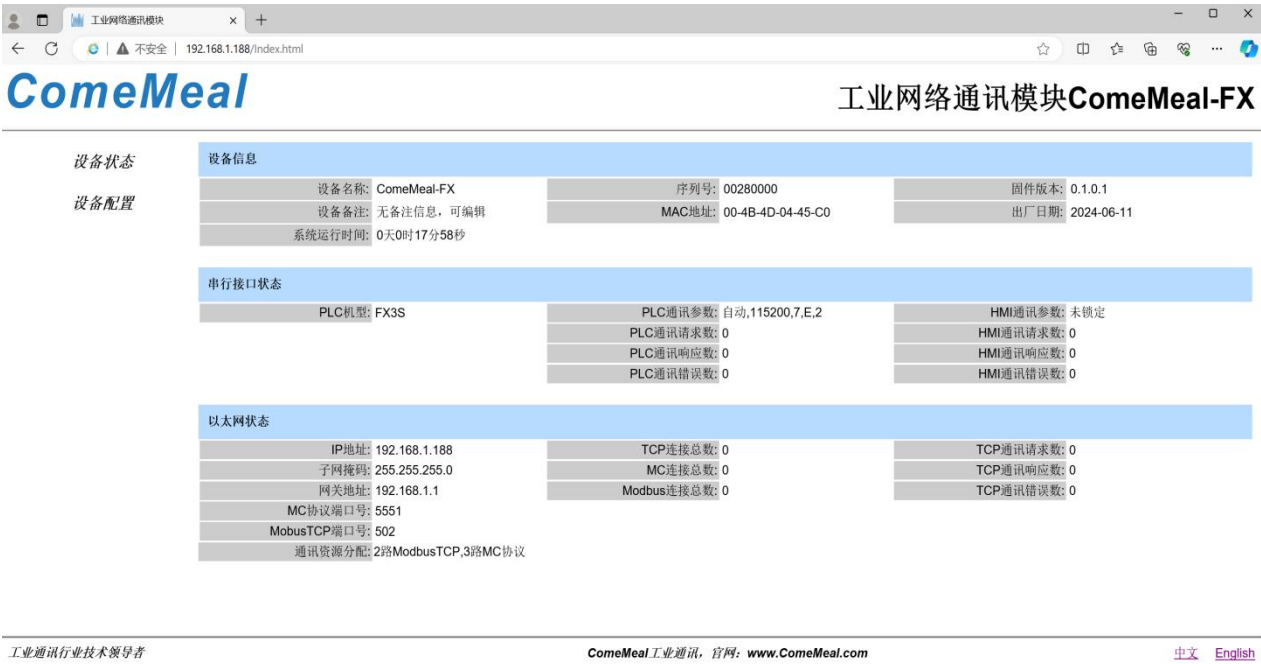 工业网络通讯模块
不安全 192.168.1.188/Index.html
ComeMeal
工业网络通讯模块ComeMeal-FX
设备状态
设备配置
设备信息
设备名称: ComeMeal-FX 序列号: 00280000 固件版本: 0.1.0.1
设备备注: 无备注信息，可编辑 MAC地址: 00-4B-4D-04-45-C0 出厂日期: 2024-06-11
系统运行时间: 0天0时17分58秒
串行接口状态
PLC机型: FX3S PLC通讯参数: 自动,115200,7,E,2 HMI通讯参数: 未锁定
PLC通讯请求数: 0 HMI通讯请求数: 0
PLC通讯响应数: 0 HMI通讯响应数: 0
PLC通讯错误数: 0 HMI通讯错误数: 0
以太网状态
IP地址: 192.168.1.188 TCP连接总数: 0 TCP通讯请求数: 0
子网掩码: 255.255.255.0 MC连接总数: 0 TCP通讯响应数: 0
网关地址: 192.168.1.1 Modbus连接总数: 0 TCP通讯错误数: 0
MC协议端口号: 5551
MobusTCP端口号: 502
通讯资源分配: 2路ModbusTCP,3路MC协议
工业通讯行业技术领导者 ComeMeal工业通讯，官网：www.ComeMeal.com 中文 English